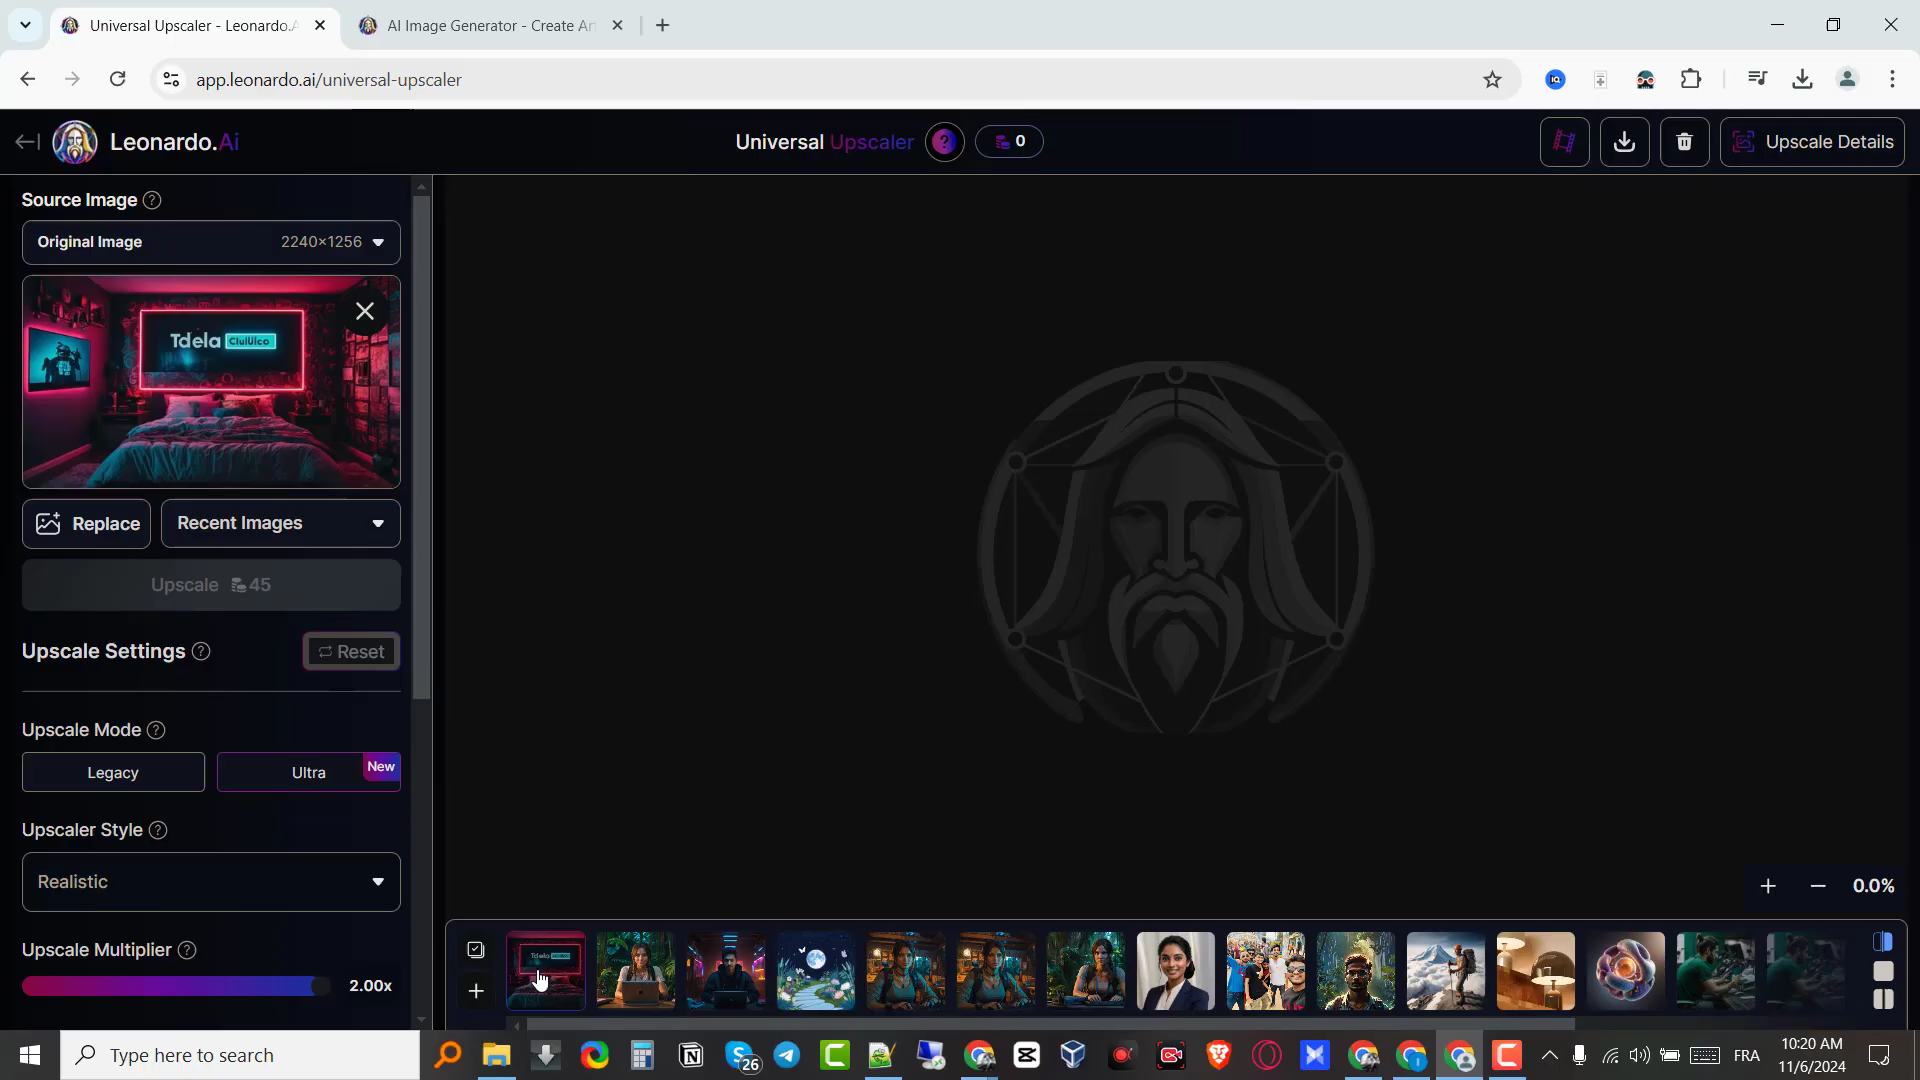 Universal Upscaler - Leonardo.A
AI Image Generator - Create Ar
app.leonardo.ai/universal-upscaler
Leonardo.Ai
Universal Upscaler ? 0
Upscale Details
Source Image ?
Original Image 2240×1256
Tdela CluIUlco
Replace
Recent Images
Upscale 45
Upscale Settings ?
Reset
Upscale Mode ?
Legacy
Ultra
New
Upscaler Style ?
Realistic
Upscale Multiplier ?
2.00x
0.0%
Type here to search
26
FRA
10:20 AM
11/6/2024